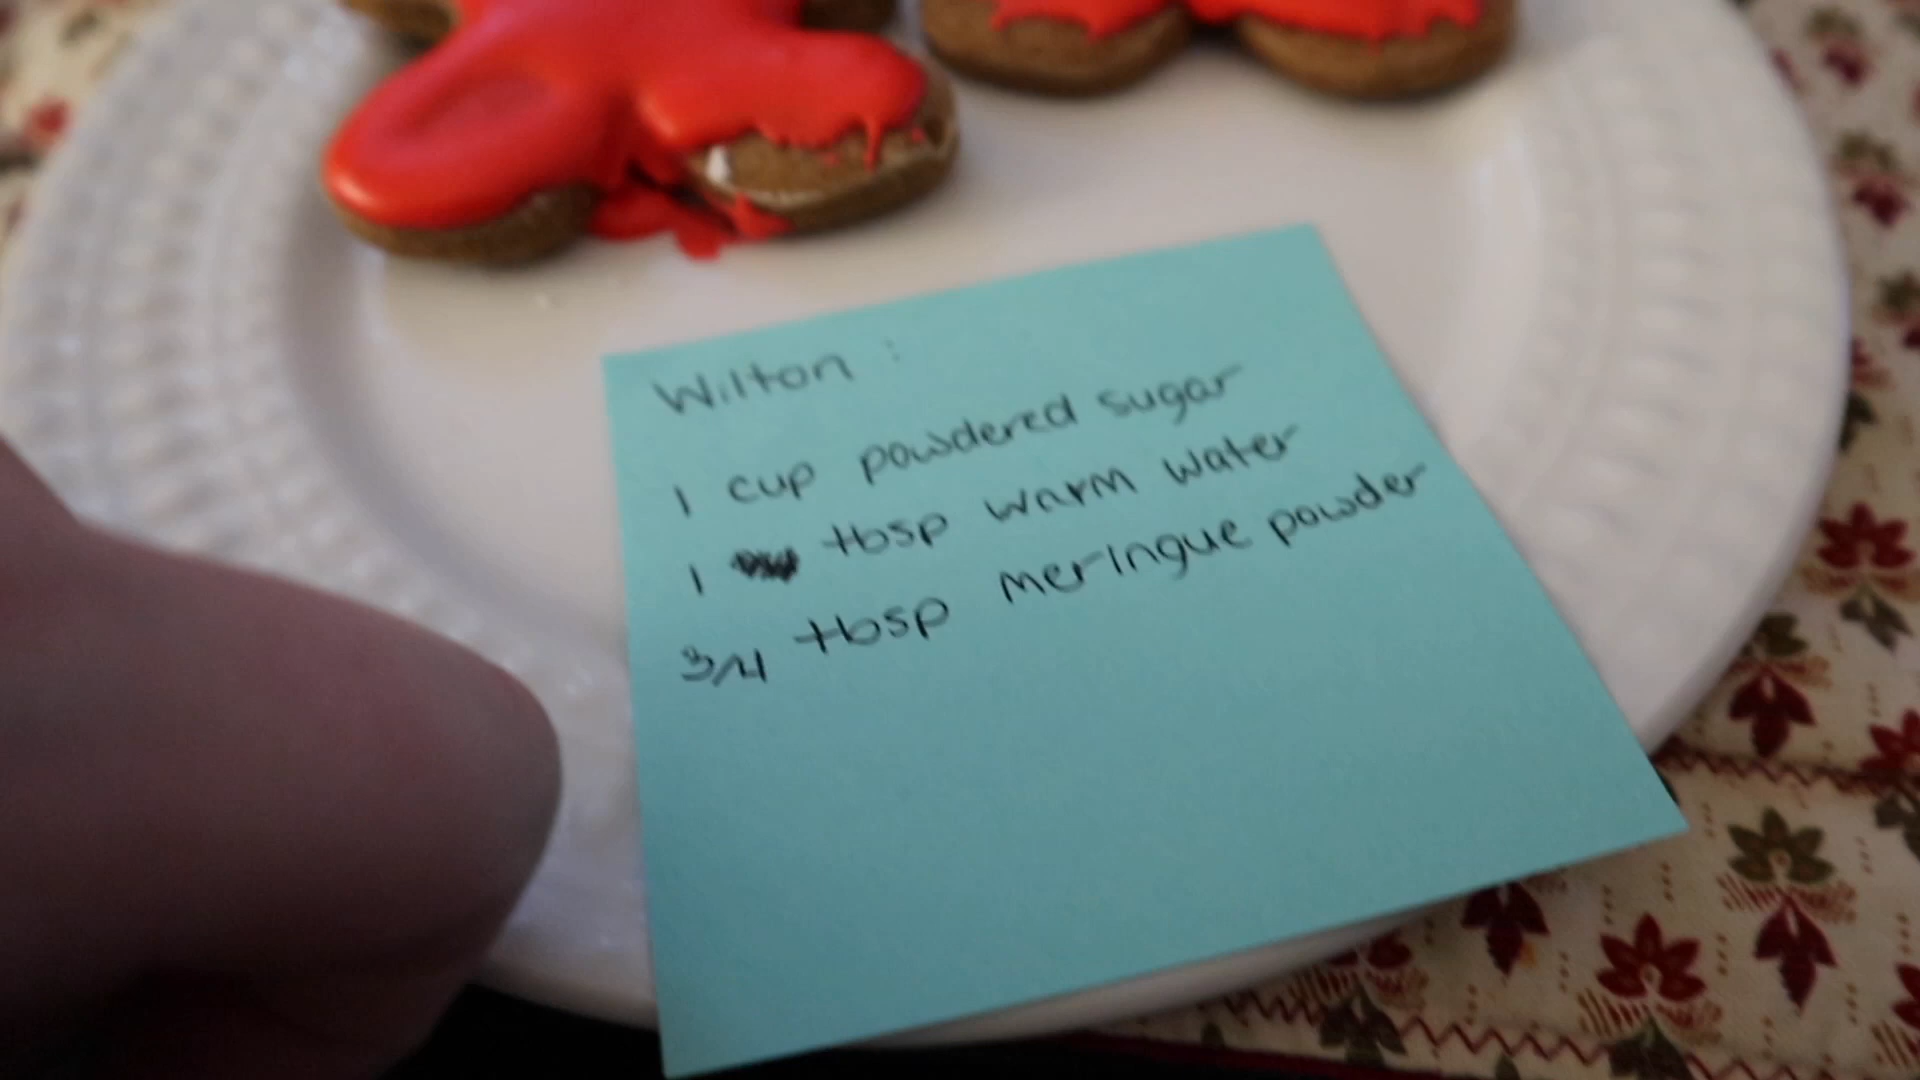 Wilton :
1 cup powdered sugar
1 tbsp warm water
3/4 tbsp meringue powder